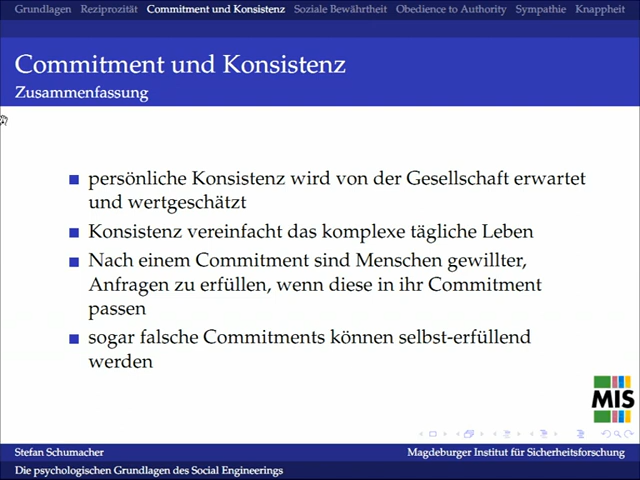 Grundlagen Reziprozität Commitment und Konsistenz Soziale Bewährtheit Obedience to Authority Sympathie Knappheit
Commitment und Konsistenz
Zusammenfassung
persönliche Konsistenz wird von der Gesellschaft erwartet
und wertgeschätzt
Konsistenz vereinfacht das komplexe tägliche Leben
Nach einem Commitment sind Menschen gewillter,
Anfragen zu erfüllen, wenn diese in ihr Commitment
passen
sogar falsche Commitments können selbst-erfüllend
werden
MIS
Stefan Schumacher Magdeburger Institut für Sicherheitsforschung
Die psychologischen Grundlagen des Social Engineerings